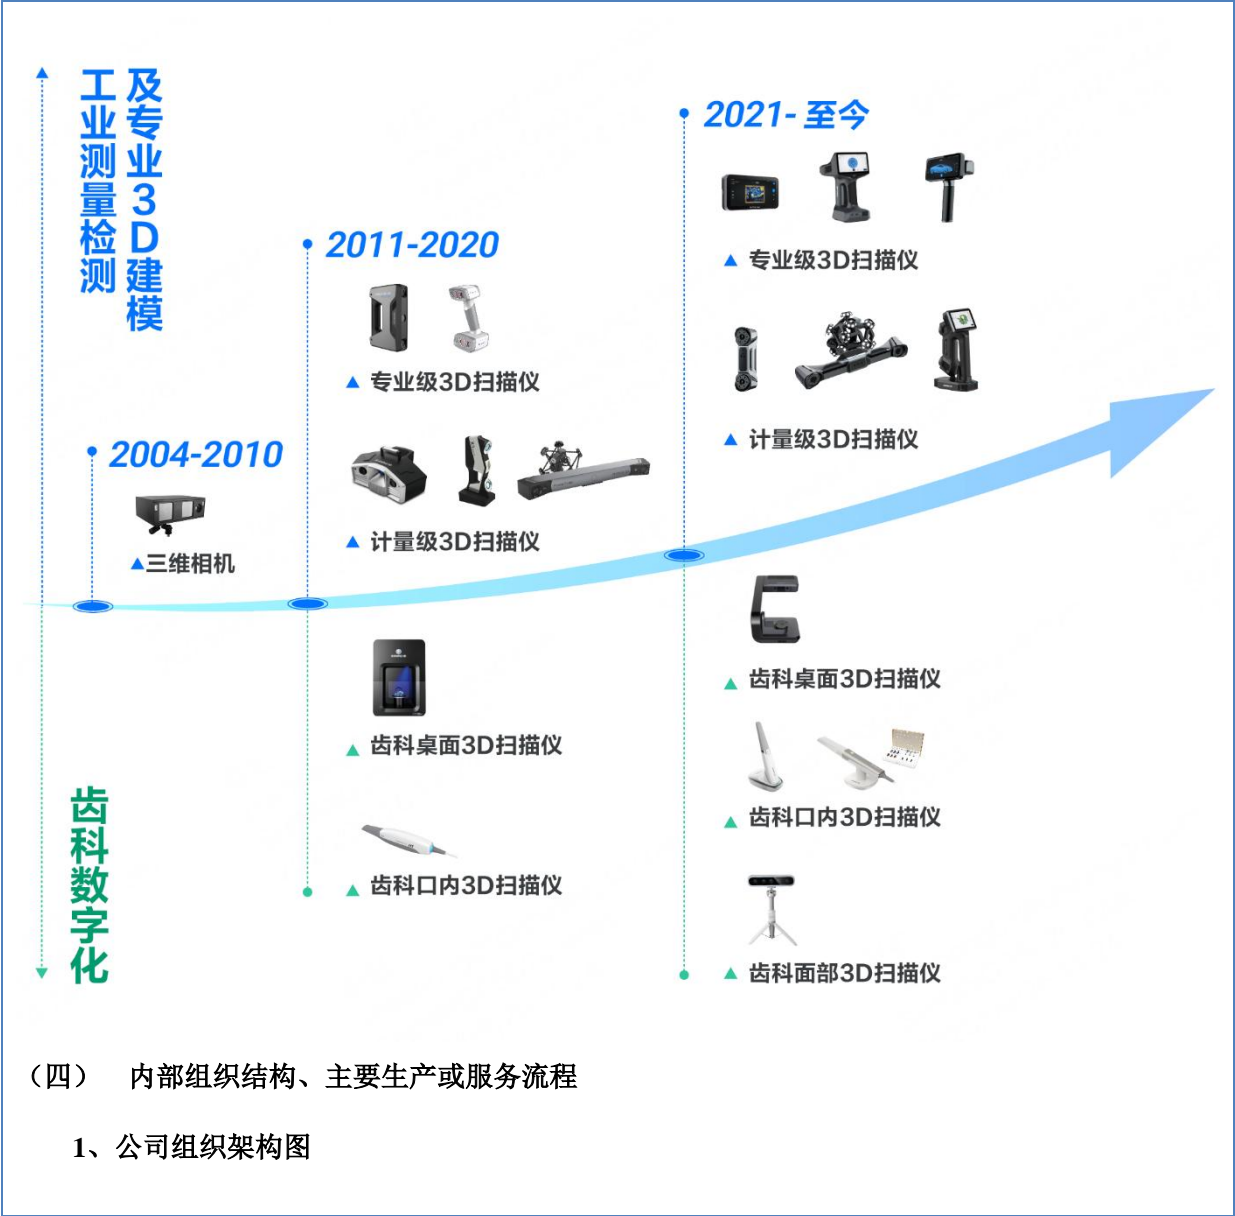 工业测量检测
及专业3D建模
2004-2010
▲三维相机
2011-2020
▲ 专业级3D扫描仪
▲ 计量级3D扫描仪
▲ 齿科桌面3D扫描仪
▲ 齿科口内3D扫描仪
2021- 至今
▲ 专业级3D扫描仪
▲ 计量级3D扫描仪
▲ 齿科桌面3D扫描仪
▲ 齿科口内3D扫描仪
▲ 齿科面部3D扫描仪
齿科数字化
（四） 内部组织结构、主要生产或服务流程
1、公司组织架构图